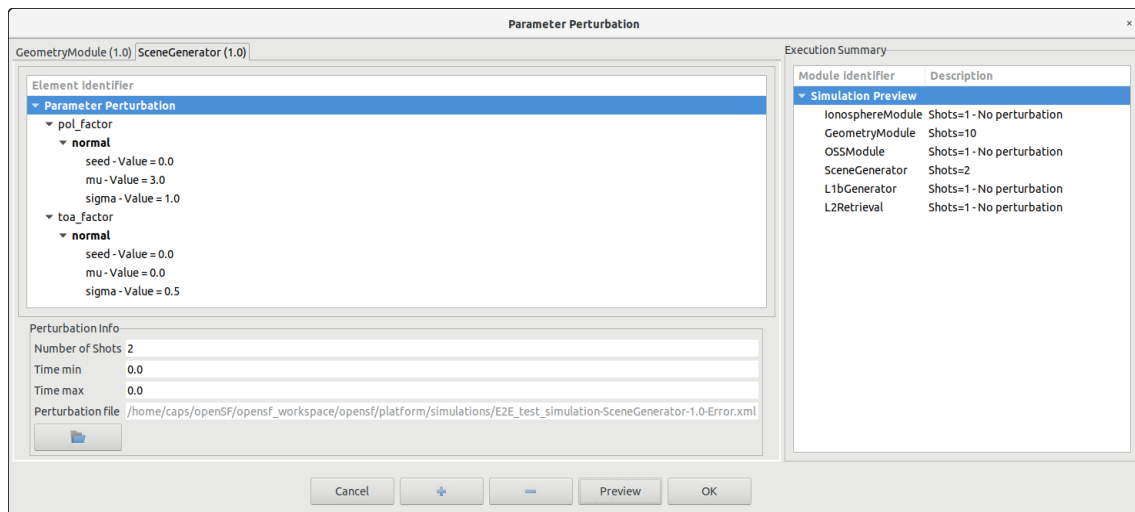 Parameter Perturbation
×
GeometryModule (1.0) SceneGenerator (1.0)
Element identifier
Parameter Perturbation
pol_factor
normal
seed - Value = 0.0
mu - Value = 3.0
sigma - Value = 1.0
toa_factor
normal
seed - Value = 0.0
mu - Value = 0.0
sigma - Value = 0.5
Perturbation Info
Number of Shots 2
Time min 0.0
Time max 0.0
Perturbation file /home/caps/openSF/opensf_workspace/opensf/platform/simulations/E2E_test_simulation-SceneGenerator-1.0-Error.xml
Execution Summary
Module identifier Description
Simulation Preview
IonosphereModule Shots=1 - No perturbation
GeometryModule Shots=10
OSSModule Shots=1 - No perturbation
SceneGenerator Shots=2
L1bGenerator Shots=1 - No perturbation
L2Retrieval Shots=1 - No perturbation
Cancel + − Preview OK